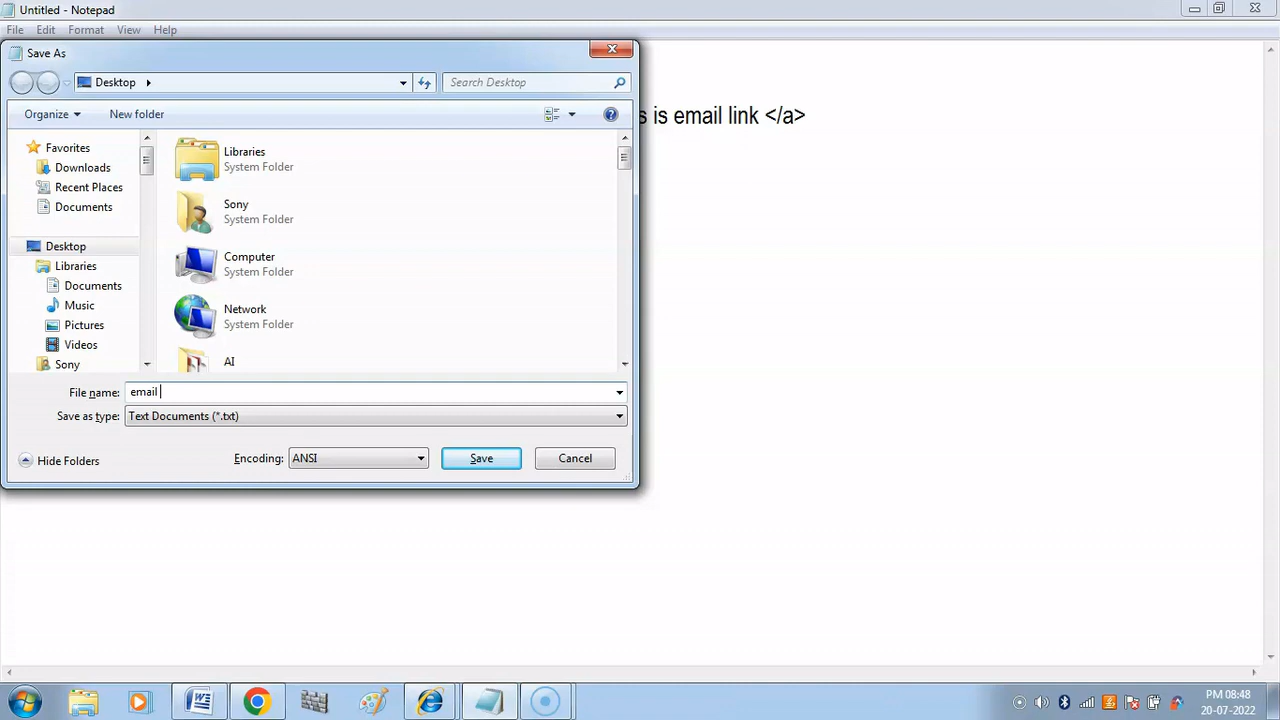 Untitled - Notepad
File Edit Format View Help
Save As
Desktop
Search Desktop
is email link </a>
Organize New folder
Favorites
Downloads
Recent Places
Documents
Desktop
Libraries
Documents
Music
Pictures
Videos
Sony
Libraries
System Folder
Sony
System Folder
Computer
System Folder
Network
System Folder
AI
File name: email
Save as type: Text Documents (*.txt)
Hide Folders
Encoding: ANSI
Save
Cancel
PM 08:48
20-07-2022